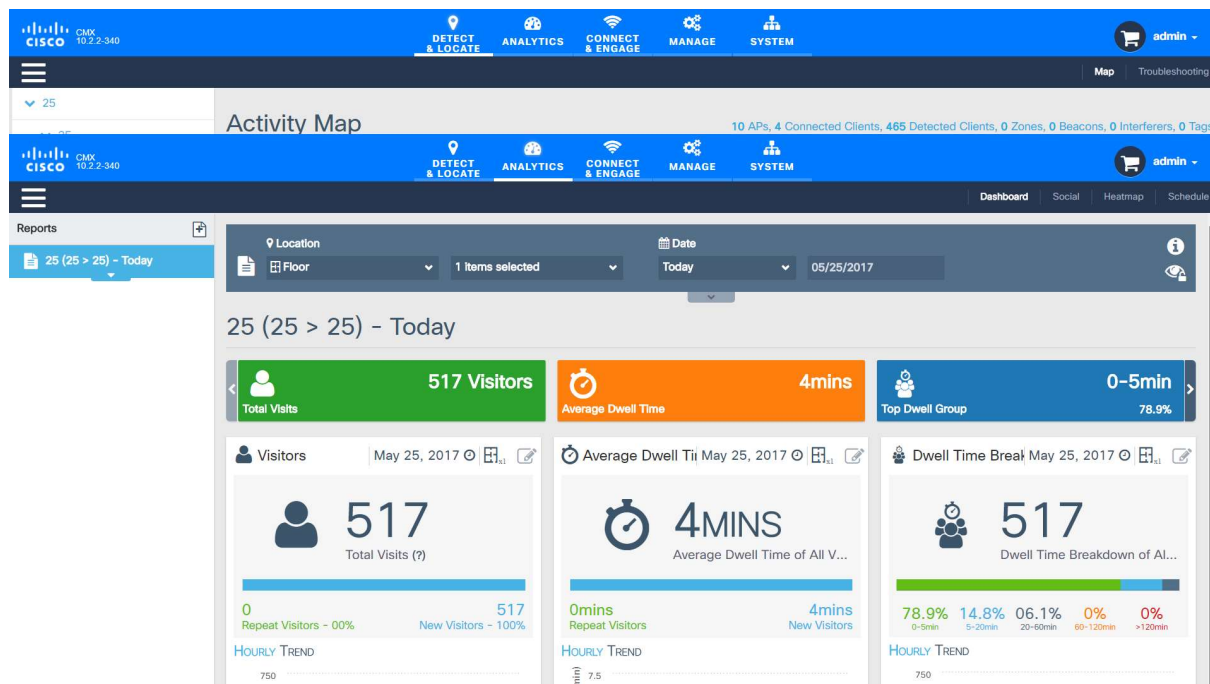 CISCO CMX 10.2.2-340
DETECT & LOCATE
ANALYTICS
CONNECT & ENGAGE
MANAGE
SYSTEM
admin
Map
Troubleshooting
25
Activity Map
10 APs, 4 Connected Clients, 465 Detected Clients, 0 Zones, 0 Beacons, 0 Interferers, 0 Tags
CISCO CMX 10.2.2-340
DETECT & LOCATE
ANALYTICS
CONNECT & ENGAGE
MANAGE
SYSTEM
admin
Dashboard
Social
Heatmap
Schedule
Reports
25 (25 > 25) - Today
Location
Date
Floor
1 items selected
Today
05/25/2017
25 (25 > 25) - Today
517 Visitors
Total Visits
4mins
Average Dwell Time
0-5min
Top Dwell Group
78.9%
Visitors
May 25, 2017
x1
517
Total Visits (?)
0
517
Repeat Visitors - 00%
New Visitors - 100%
HOURLY TREND
750
Average Dwell Ti
May 25, 2017
x1
4MINS
Average Dwell Time of All V...
0mins
4mins
Repeat Visitors
New Visitors
HOURLY TREND
7.5
Dwell Time Break
May 25, 2017
x1
517
Dwell Time Breakdown of Al...
78.9% 14.8% 06.1% 0% 0%
0-5min 5-20min 20-60min 60-120min >120min
HOURLY TREND
750